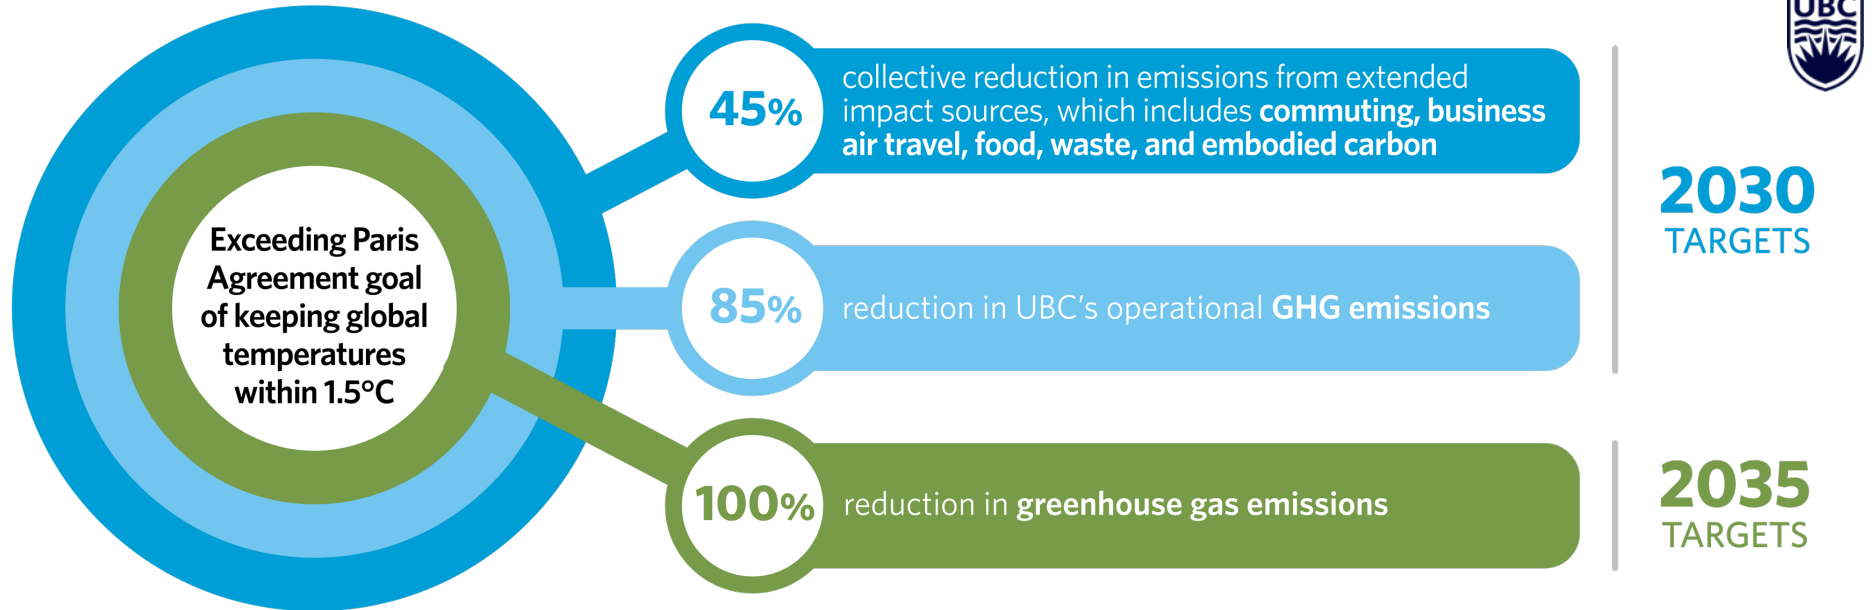 UBC
Exceeding Paris
Agreement goal
of keeping global
temperatures
within 1.5°C
45%
collective reduction in emissions from extended
impact sources, which includes commuting, business
air travel, food, waste, and embodied carbon
85%
reduction in UBC’s operational GHG emissions
2030
TARGETS
100%
reduction in greenhouse gas emissions
2035
TARGETS